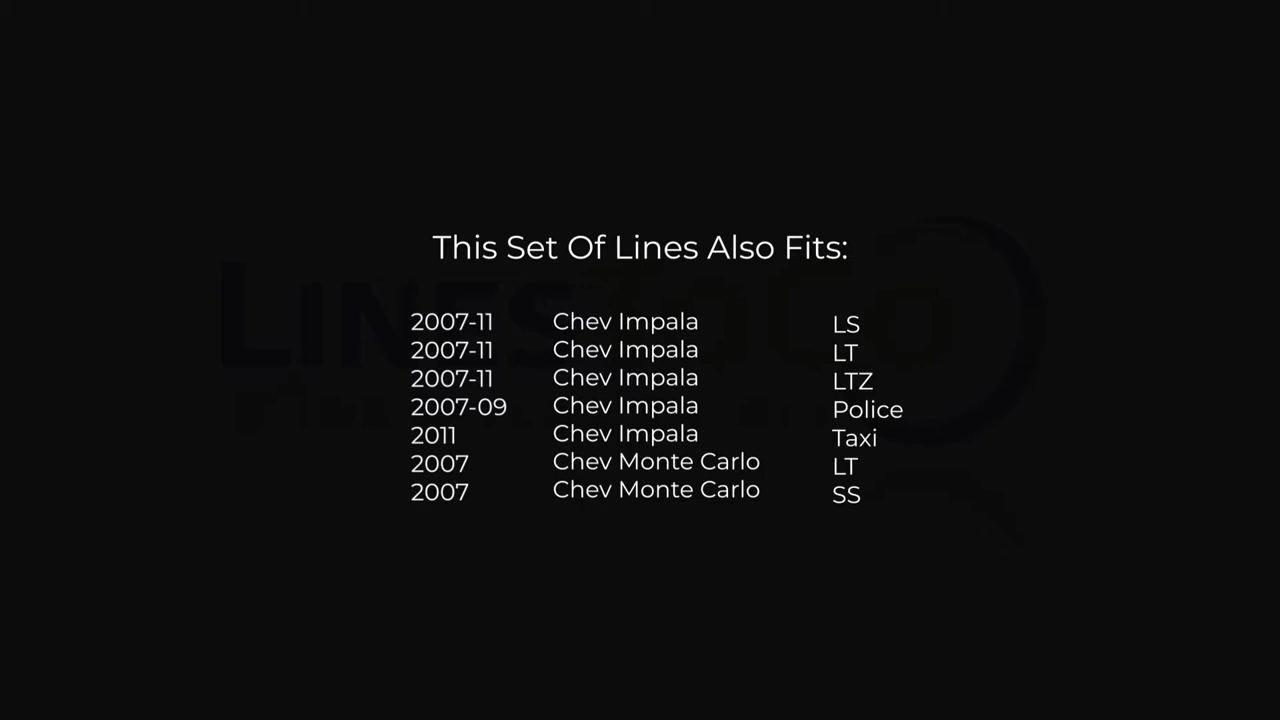 This Set Of Lines Also Fits:
2007-11 Chev Impala LS
2007-11 Chev Impala LT
2007-11 Chev Impala LTZ
2007-09 Chev Impala Police
2011 Chev Impala Taxi
2007 Chev Monte Carlo LT
2007 Chev Monte Carlo SS
LinesToGo